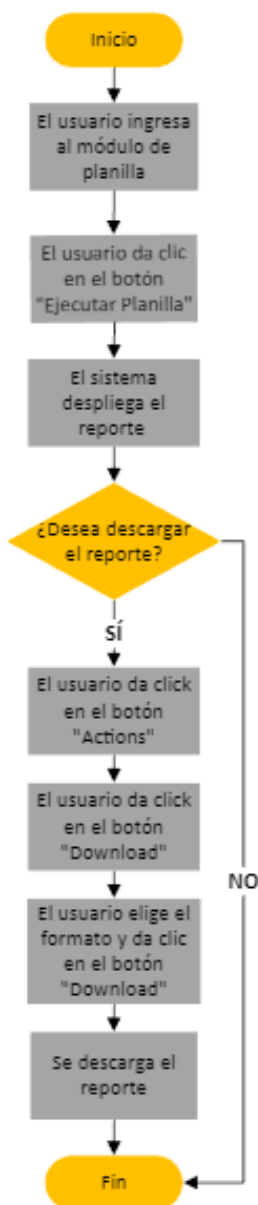 Inicio
El usuario ingresa
al módulo de
planilla
El usuario da clic
en el botón
"Ejecutar Planilla"
El sistema
despliega el
reporte
¿Desea descargar
el reporte?
SÍ
El usuario da click
en el botón
"Actions"
El usuario da click
en el botón
"Download"
NO
El usuario elige el
formato y da clic
en el botón
"Download"
Se descarga el
reporte
Fin